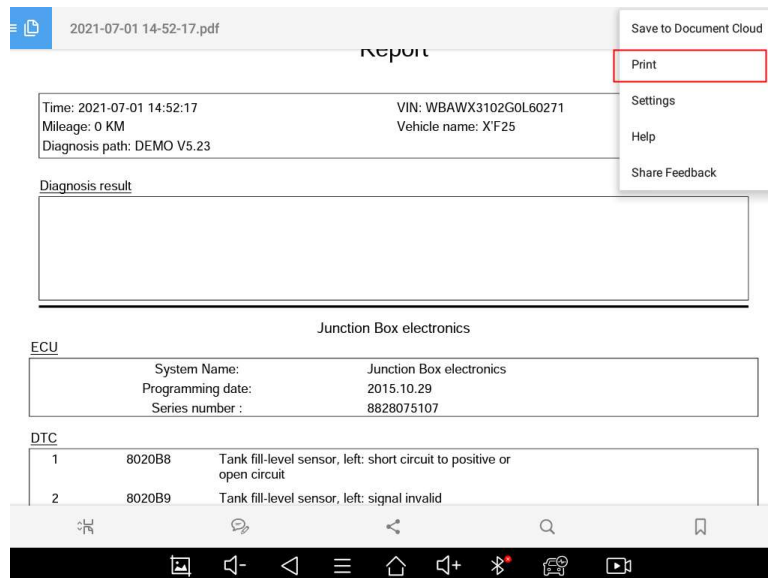 2021-07-01 14-52-17.pdf
Save to Document Cloud
Print
Settings
Help
Share Feedback
Report
Time: 2021-07-01 14:52:17
VIN: WBAWX3102G0L60271
Mileage: 0 KM
Vehicle name: X'F25
Diagnosis path: DEMO V5.23
Diagnosis result
Junction Box electronics
ECU
System Name: Junction Box electronics
Programming date: 2015.10.29
Series number : 8828075107
DTC
1 8020B8 Tank fill-level sensor, left: short circuit to positive or
open circuit
2 8020B9 Tank fill-level sensor, left: signal invalid